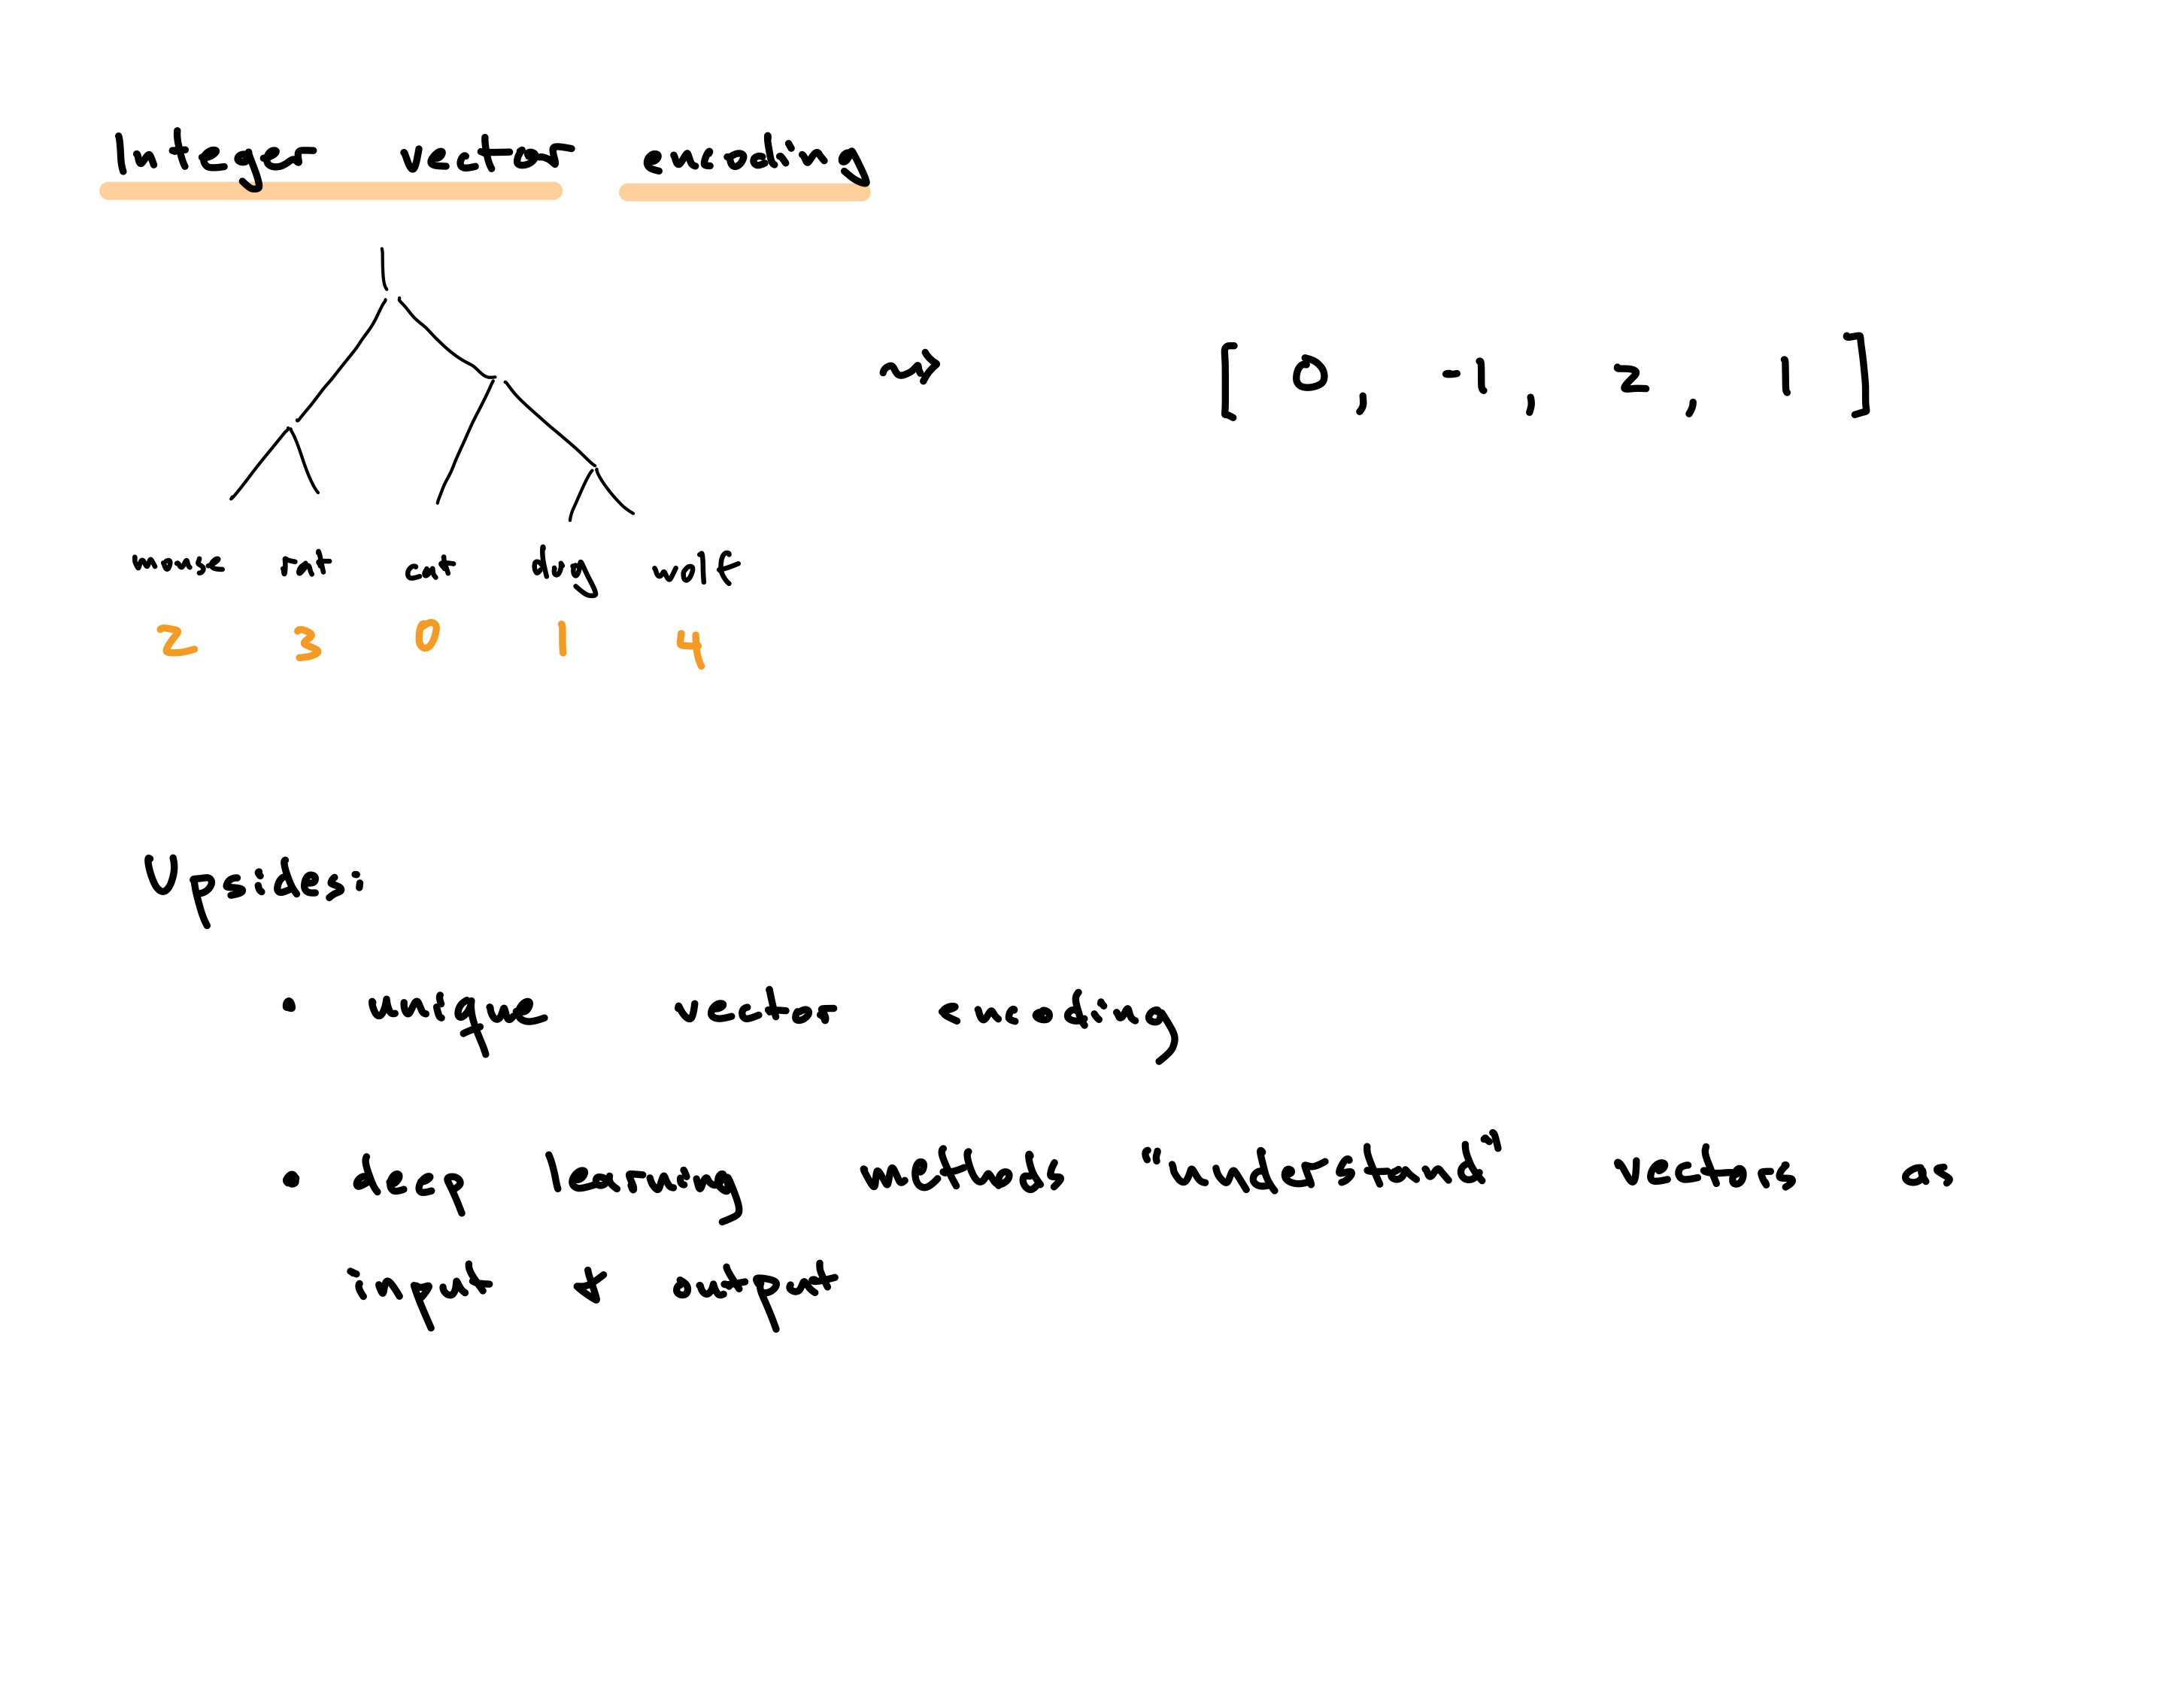 Integer vector encoding
[ 0, -1, 2, 1 ]
mouse rat cat dog wolf
2 3 0 1 4
Upsides:
• unique vector encoding
• deep learning methods "understand" vectors as
input + output